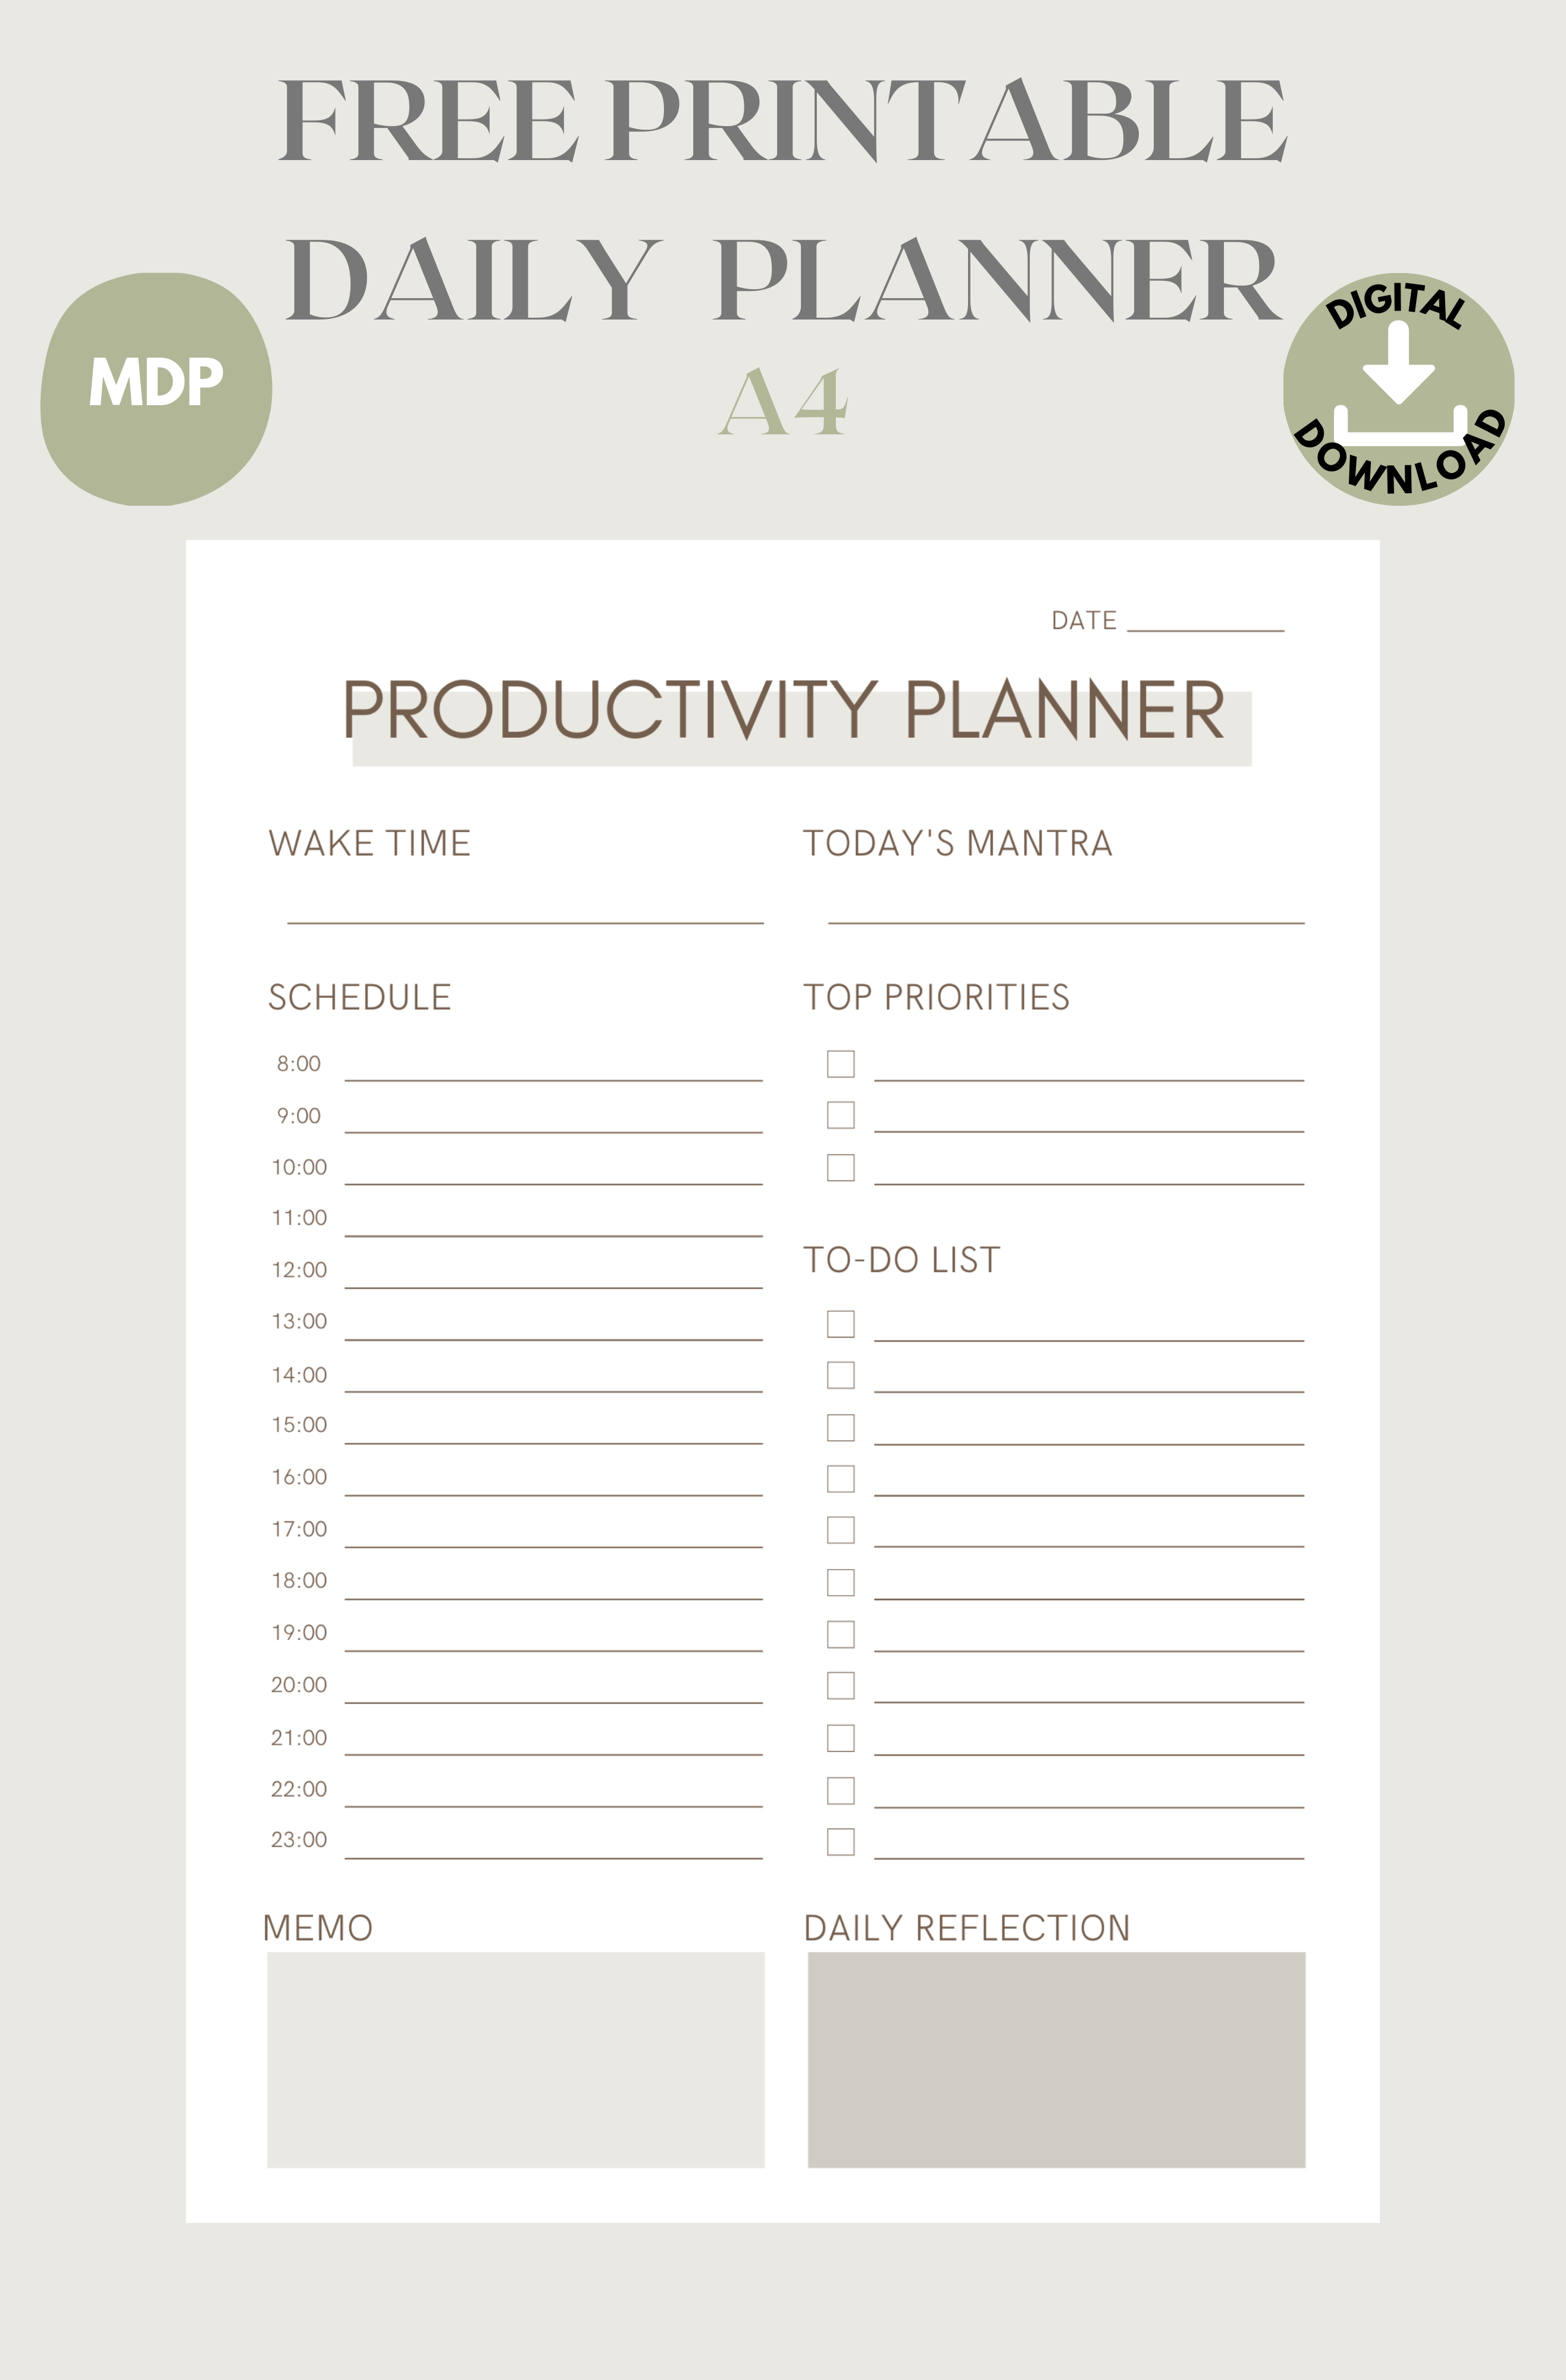 FREE PRINTABLE
DAILY PLANNER
A4
MDP
DIGITAL
DOWNLOAD
DATE
PRODUCTIVITY PLANNER
WAKE TIME
TODAY'S MANTRA
SCHEDULE
8:00
9:00
10:00
11:00
12:00
13:00
14:00
15:00
16:00
17:00
18:00
19:00
20:00
21:00
22:00
23:00
TOP PRIORITIES
TO-DO LIST
MEMO
DAILY REFLECTION